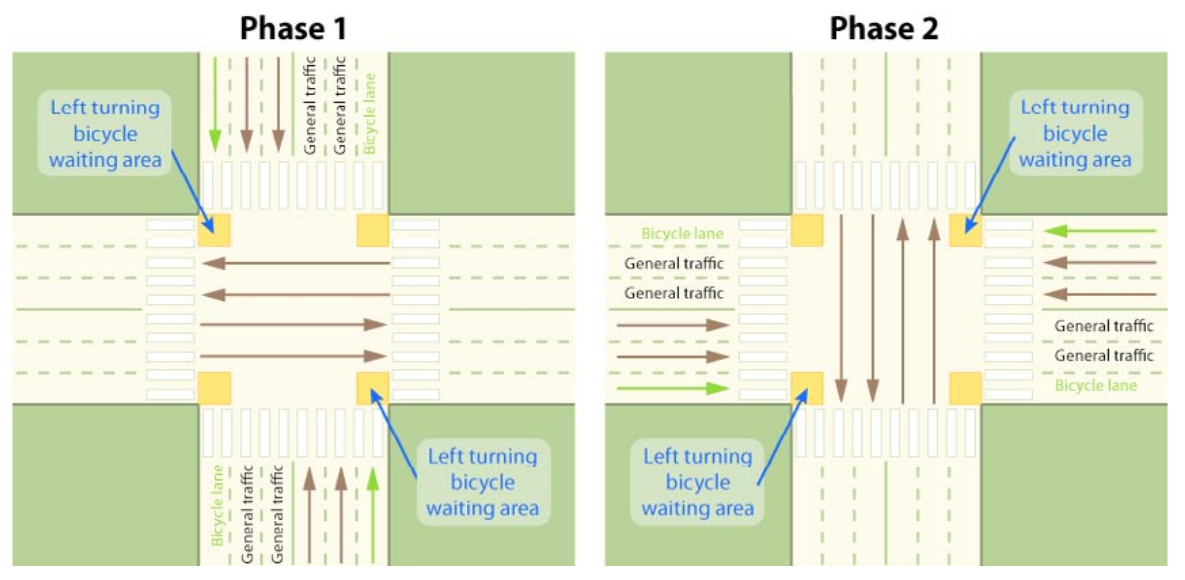 Phase 1
Phase 2
General traffic
General traffic
Bicycle lane
Left turning
bicycle
waiting area
Left turning
bicycle
waiting area
Bicycle lane
General traffic
General traffic
General traffic
General traffic
Bicycle lane
Left turning
bicycle
waiting area
Left turning
bicycle
waiting area
Bicycle lane
General traffic
General traffic